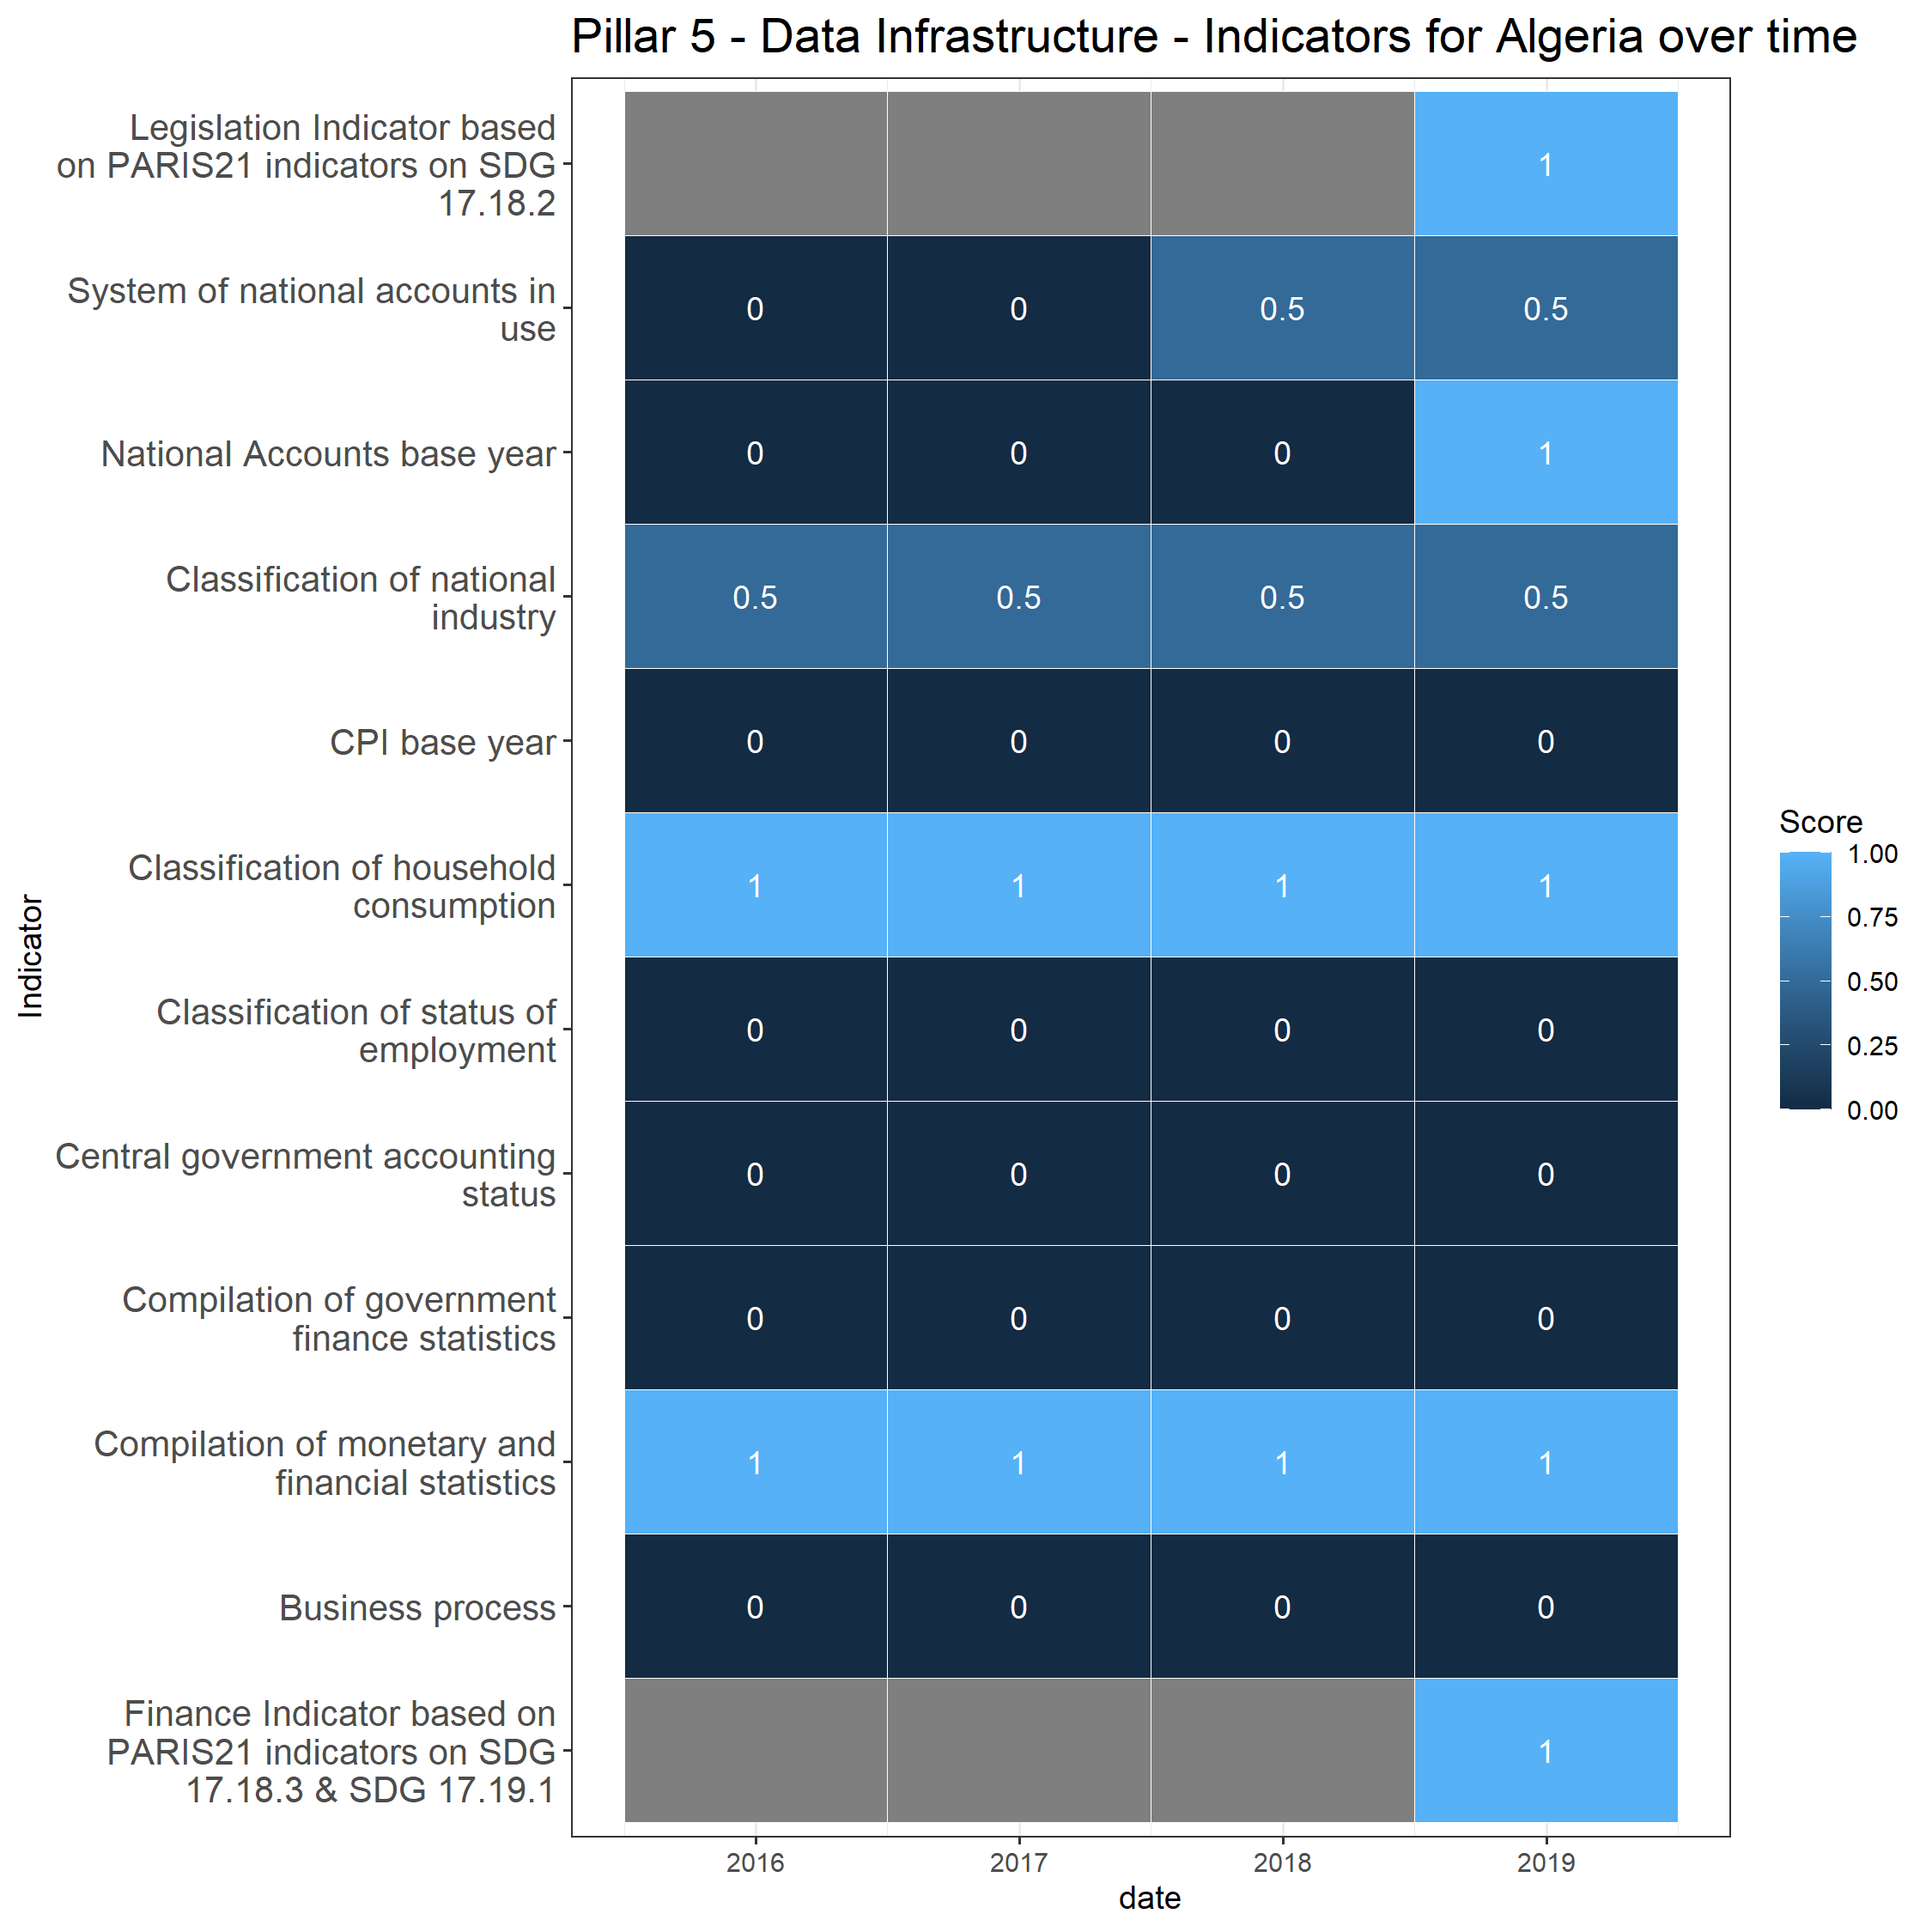 Pillar 5 - Data Infrastructure - Indicators for Algeria over time
Legislation Indicator based
on PARIS21 indicators on SDG
17.18.2
1
System of national accounts in
use
0 0 0.5 0.5
National Accounts base year
0 0 0 1
Classification of national
industry
0.5 0.5 0.5 0.5
CPI base year
0 0 0 0
Classification of household
consumption
1 1 1 1
Classification of status of
employment
0 0 0 0
Central government accounting
status
0 0 0 0
Compilation of government
finance statistics
0 0 0 0
Compilation of monetary and
financial statistics
1 1 1 1
Business process
0 0 0 0
Finance Indicator based on
PARIS21 indicators on SDG
17.18.3 & SDG 17.19.1
1
2016 2017 2018 2019
date
Indicator
Score
1.00
0.75
0.50
0.25
0.00